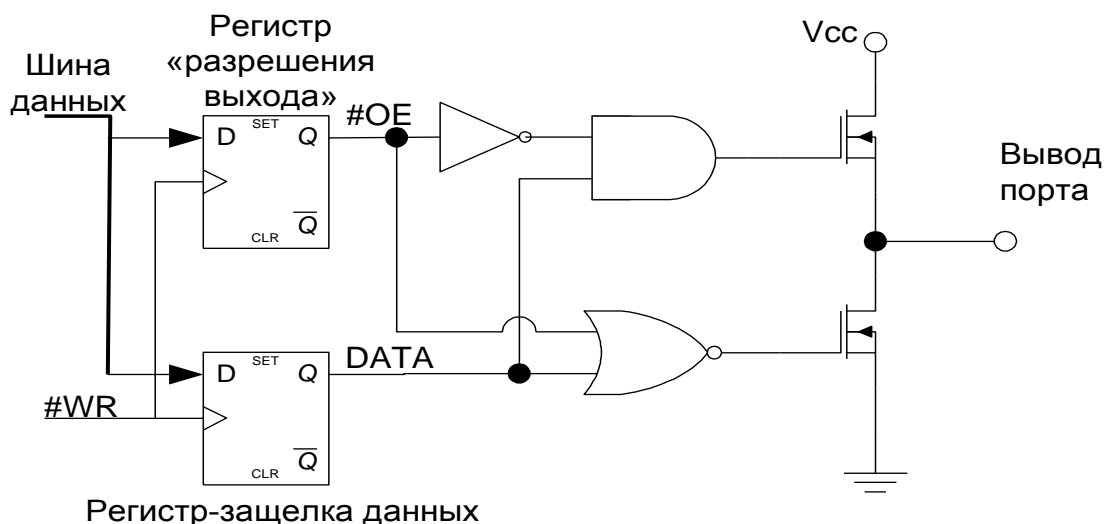 Регистр
«разрешения
выхода»
Шина
данных
Vcc
#OE
SET
D
Q
Q
CLR
Вывод
порта
DATA
SET
D
Q
#WR
Q
CLR
Регистр-защелка данных